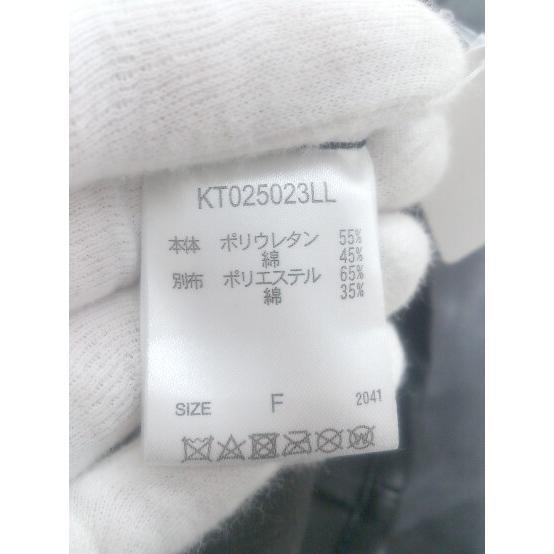 KT025023LL
本体 ポリウレタン 55%
綿 45%
別布 ポリエステル 65%
綿 35%
SIZE F 2041